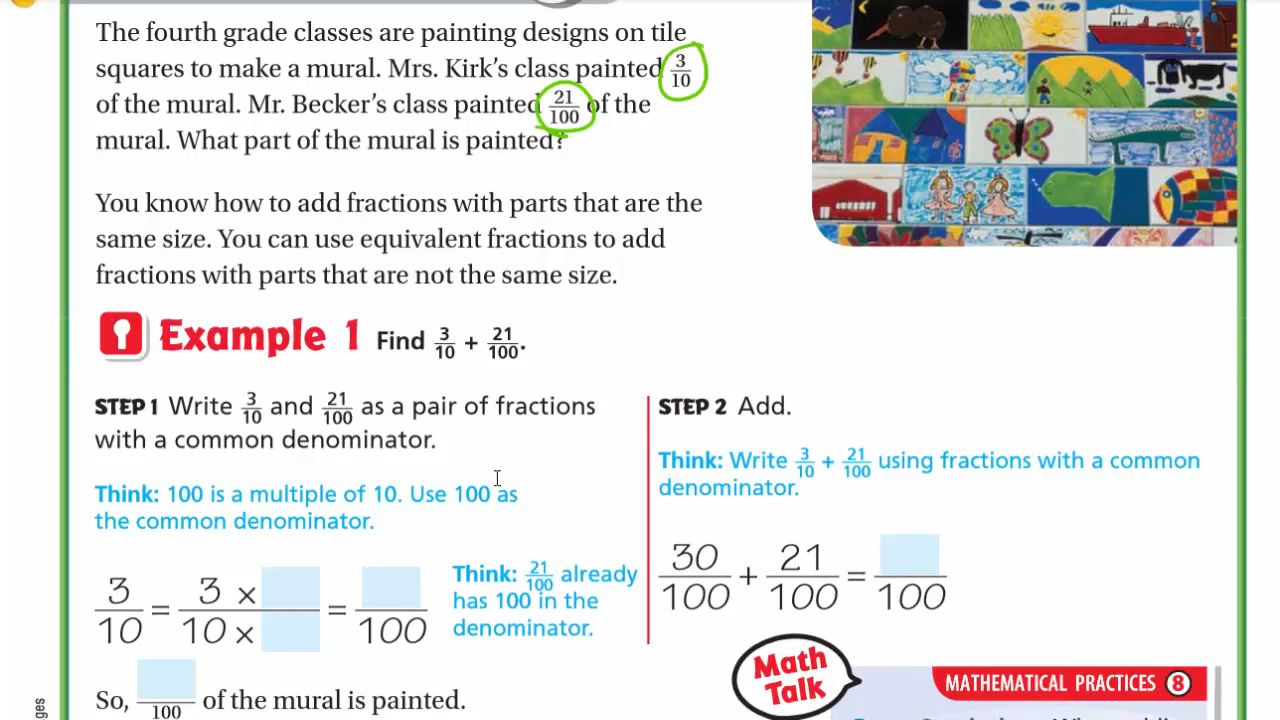 The fourth grade classes are painting designs on tile
squares to make a mural. Mrs. Kirk's class painted 3/10
of the mural. Mr. Becker's class painted 21/100 of the
mural. What part of the mural is painted?
You know how to add fractions with parts that are the
same size. You can use equivalent fractions to add
fractions with parts that are not the same size.
Example 1 Find 3/10 + 21/100.
STEP 1 Write 3/10 and 21/100 as a pair of fractions
with a common denominator.
Think: 100 is a multiple of 10. Use 100 as
the common denominator.
3/10 = 3 × /10 × = /100
Think: 21/100 already
has 100 in the
denominator.
So, /100 of the mural is painted.
STEP 2 Add.
Think: Write 3/10 + 21/100 using fractions with a common
denominator.
30/100 + 21/100 = /100
Math
Talk
MATHEMATICAL PRACTICES 8